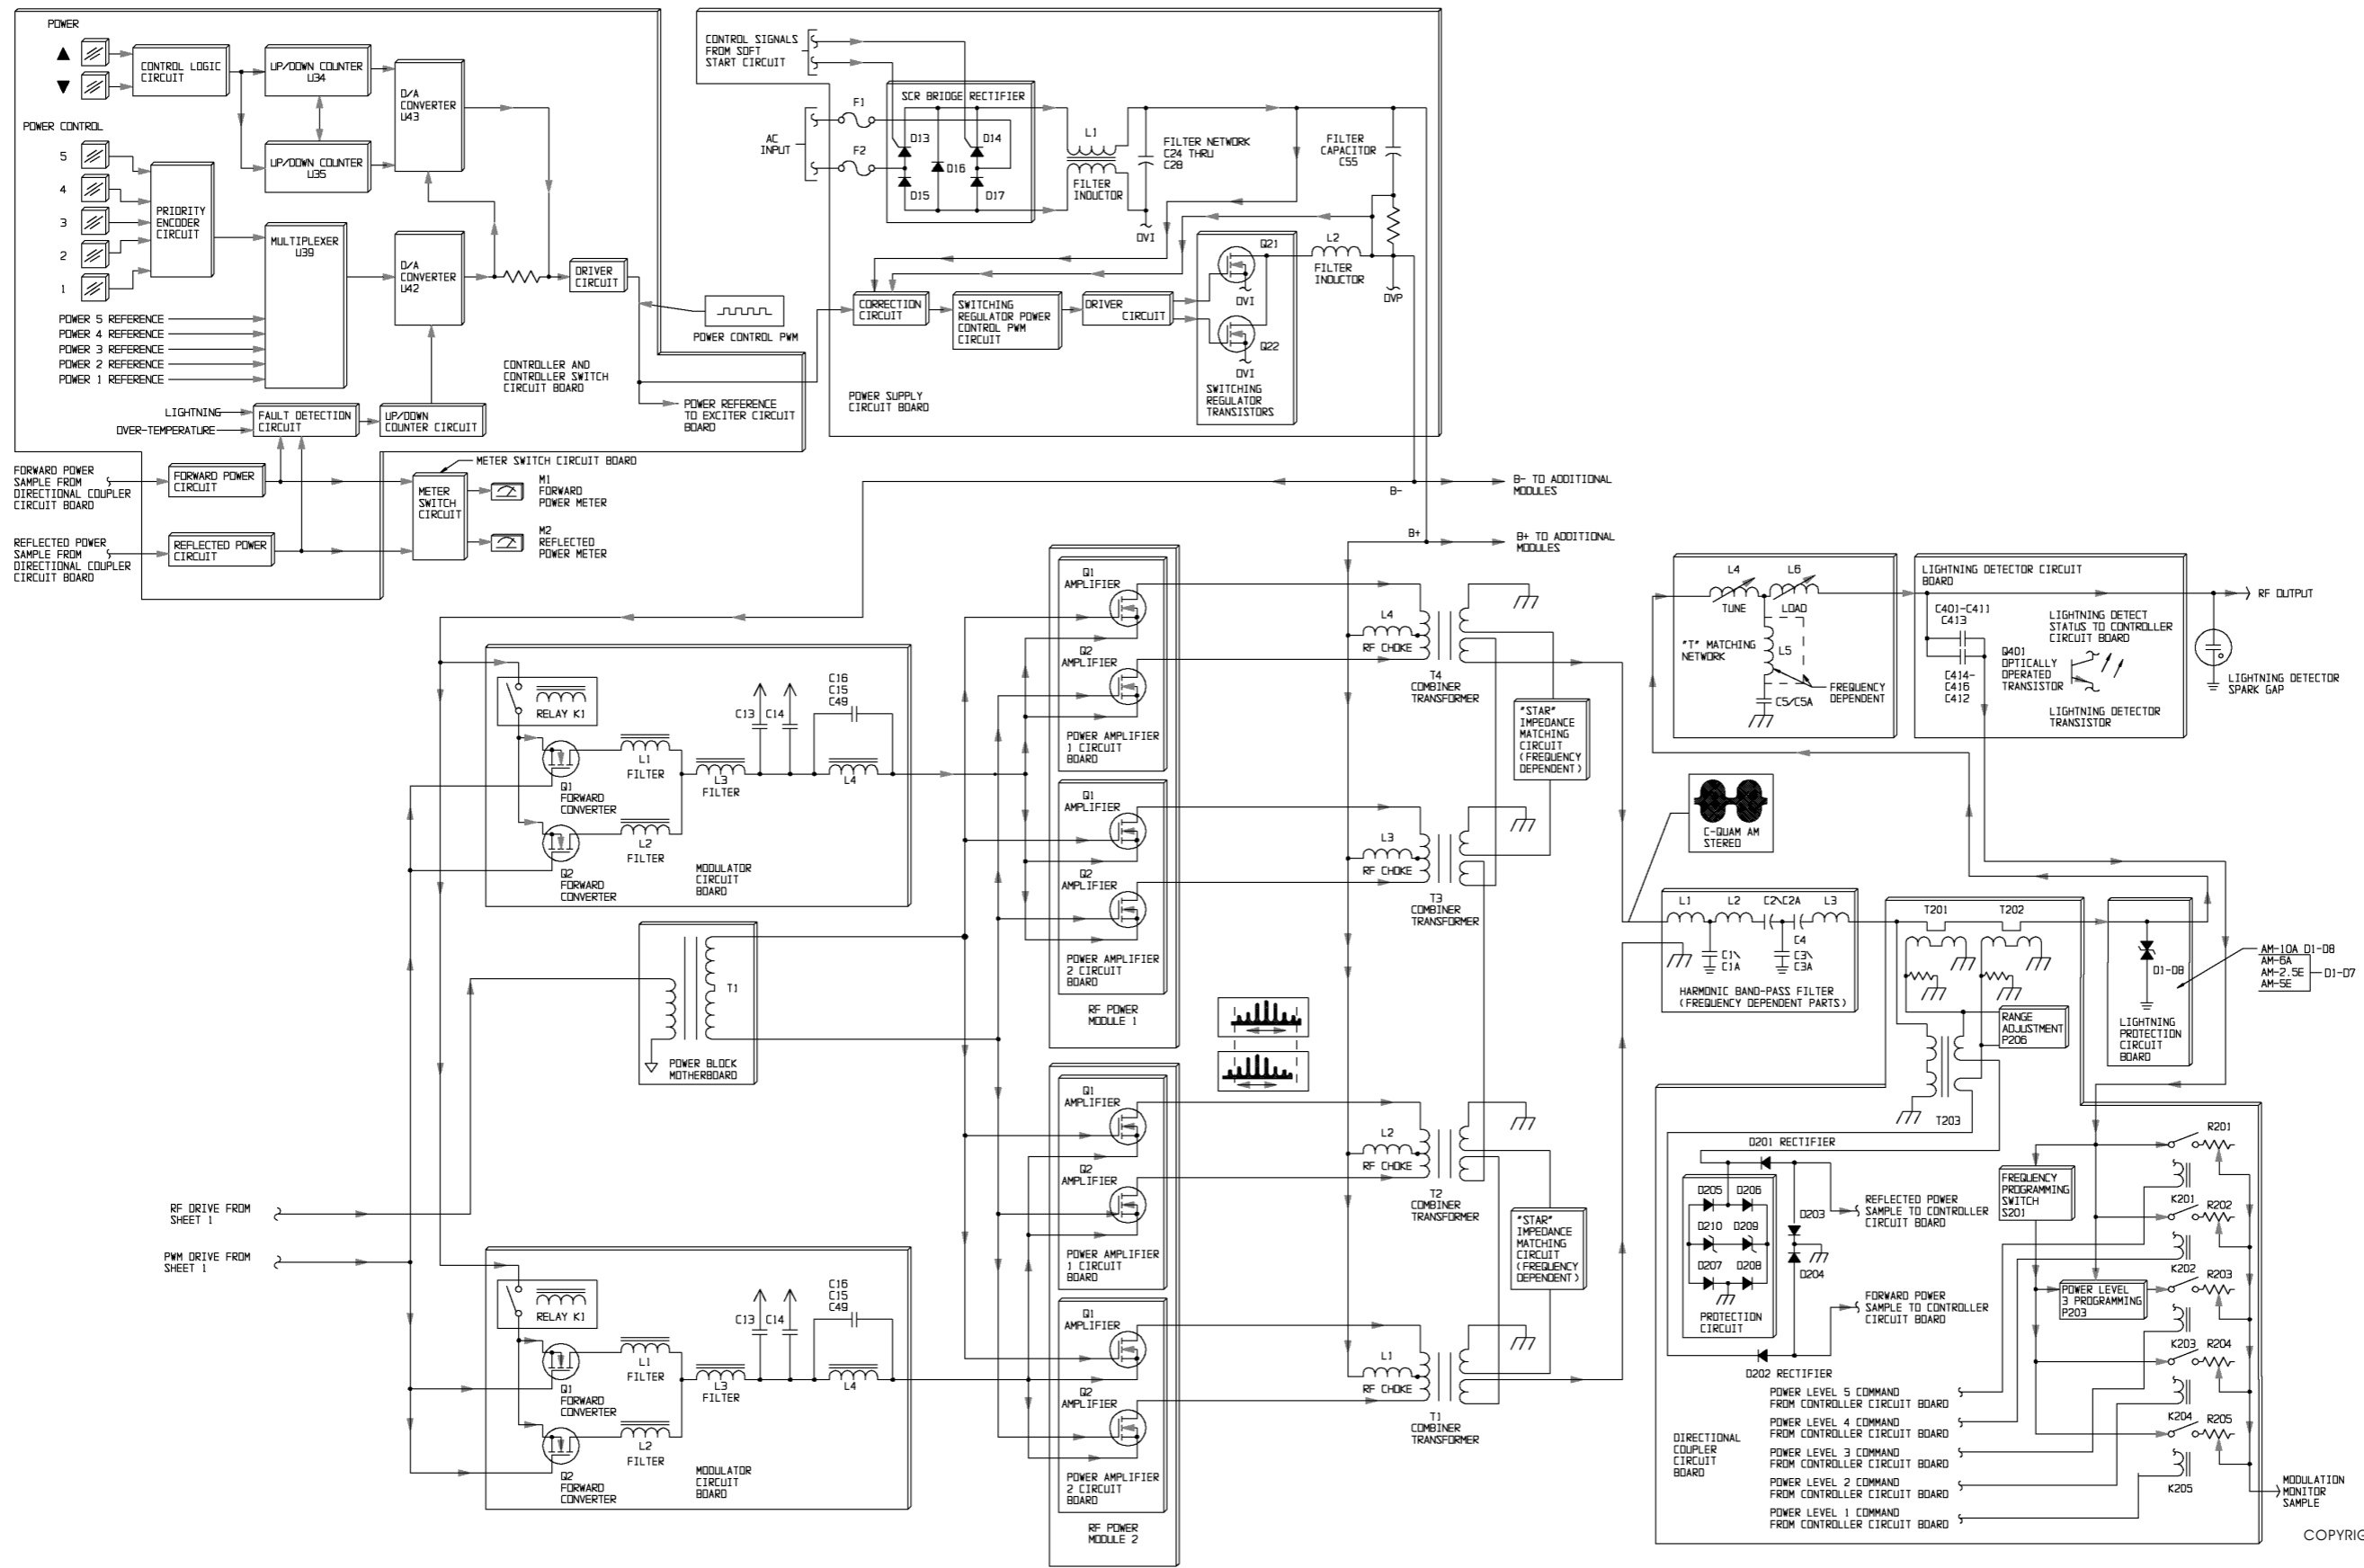 POWER
▲
▼
CONTROL LOGIC
CIRCUIT
UP/DOWN COUNTER
U34
D/A
CONVERTER
U43
POWER CONTROL
5
4
3
2
1
PRIORITY
ENCODER
CIRCUIT
UP/DOWN COUNTER
U35
MULTIPLEXER
U39
D/A
CONVERTER
U42
DRIVER
CIRCUIT
POWER CONTROL PWM
POWER 5 REFERENCE
POWER 4 REFERENCE
POWER 3 REFERENCE
POWER 2 REFERENCE
POWER 1 REFERENCE
CONTROLLER AND
CONTROLLER SWITCH
CIRCUIT BOARD
LIGHTNING
OVER-TEMPERATURE
FAULT DETECTION
CIRCUIT
UP/DOWN
COUNTER CIRCUIT
POWER REFERENCE
TO EXCITER CIRCUIT
BOARD
FORWARD POWER
SAMPLE FROM
DIRECTIONAL COUPLER
CIRCUIT BOARD
FORWARD POWER
CIRCUIT
METER SWITCH CIRCUIT BOARD
METER
SWITCH
CIRCUIT
M1
FORWARD
POWER METER
REFLECTED POWER
SAMPLE FROM
DIRECTIONAL COUPLER
CIRCUIT BOARD
REFLECTED POWER
CIRCUIT
M2
REFLECTED
POWER METER
CONTROL SIGNALS
FROM SOFT
START CIRCUIT
SCR BRIDGE RECTIFIER
AC
INPUT
F1
F2
D13
D14
D16
D15
D17
L1
FILTER
INDUCTOR
FILTER NETWORK
C24 THRU
C28
FILTER
CAPACITOR
C55
0VI
Q21
L2
FILTER
INDUCTOR
0VI
0VP
CORRECTION
CIRCUIT
SWITCHING
REGULATOR POWER
CONTROL PWM
CIRCUIT
DRIVER
CIRCUIT
Q22
0VI
SWITCHING
REGULATOR
TRANSISTORS
POWER SUPPLY
CIRCUIT BOARD
B-
B- TO ADDITIONAL
MODULES
B+
B+ TO ADDITIONAL
MODULES
RELAY K1
Q1
FORWARD
CONVERTER
L1
FILTER
L3
FILTER
C13
C14
C16
C15
C49
L4
L2
FILTER
Q2
FORWARD
CONVERTER
MODULATOR
CIRCUIT
BOARD
T1
POWER BLOCK
MOTHERBOARD
Q1
AMPLIFIER
Q2
AMPLIFIER
POWER AMPLIFIER
1 CIRCUIT
BOARD
Q1
AMPLIFIER
Q2
AMPLIFIER
POWER AMPLIFIER
2 CIRCUIT
BOARD
RF POWER
MODULE 1
L4
RF CHOKE
T4
COMBINER
TRANSFORMER
"STAR"
IMPEDANCE
MATCHING
CIRCUIT
(FREQUENCY
DEPENDENT)
L3
RF CHOKE
T3
COMBINER
TRANSFORMER
L4
TUNE
L6
LOAD
"T" MATCHING
NETWORK
L5
C5/C5A
FREQUENCY
DEPENDENT
LIGHTNING DETECTOR CIRCUIT
BOARD
C401-C411
C413
C414-
C416
C412
LIGHTNING DETECT
STATUS TO CONTROLLER
CIRCUIT BOARD
Q401
OPTICALLY
OPERATED
TRANSISTOR
LIGHTNING DETECTOR
TRANSISTOR
RF OUTPUT
LIGHTNING DETECTOR
SPARK GAP
C-QUAM AM
STEREO
L1
L2
C2\C2A
L3
C1\
C1A
C4
C3\
C3A
HARMONIC BAND-PASS FILTER
(FREQUENCY DEPENDENT PARTS)
T201
T202
RANGE
ADJUSTMENT
P206
T203
D1-D8
LIGHTNING
PROTECTION
CIRCUIT
BOARD
AM-10A D1-D8
AM-6A
AM-2.5E
AM-5E
D1-D7
RF DRIVE FROM
SHEET 1
PWM DRIVE FROM
SHEET 1
RELAY K1
Q1
FORWARD
CONVERTER
L1
FILTER
L3
FILTER
C13
C14
C16
C15
C49
L4
L2
FILTER
Q2
FORWARD
CONVERTER
MODULATOR
CIRCUIT
BOARD
Q1
AMPLIFIER
Q2
AMPLIFIER
POWER AMPLIFIER
1 CIRCUIT
BOARD
Q1
AMPLIFIER
Q2
AMPLIFIER
POWER AMPLIFIER
2 CIRCUIT
BOARD
RF POWER
MODULE 2
L2
RF CHOKE
T2
COMBINER
TRANSFORMER
"STAR"
IMPEDANCE
MATCHING
CIRCUIT
(FREQUENCY
DEPENDENT)
L1
RF CHOKE
T1
COMBINER
TRANSFORMER
D201 RECTIFIER
D205
D206
D210
D209
D207
D208
PROTECTION
CIRCUIT
D203
D204
D202 RECTIFIER
REFLECTED POWER
SAMPLE TO CONTROLLER
CIRCUIT BOARD
FORWARD POWER
SAMPLE TO CONTROLLER
CIRCUIT BOARD
FREQUENCY
PROGRAMMING
SWITCH
S201
POWER LEVEL
3 PROGRAMMING
P203
R201
K201
R202
K202
R203
K203
R204
K204
R205
K205
POWER LEVEL 5 COMMAND
FROM CONTROLLER CIRCUIT BOARD
POWER LEVEL 4 COMMAND
FROM CONTROLLER CIRCUIT BOARD
POWER LEVEL 3 COMMAND
FROM CONTROLLER CIRCUIT BOARD
POWER LEVEL 2 COMMAND
FROM CONTROLLER CIRCUIT BOARD
POWER LEVEL 1 COMMAND
FROM CONTROLLER CIRCUIT BOARD
DIRECTIONAL
COUPLER
CIRCUIT
BOARD
MODULATION
MONITOR
SAMPLE
COPYRIG